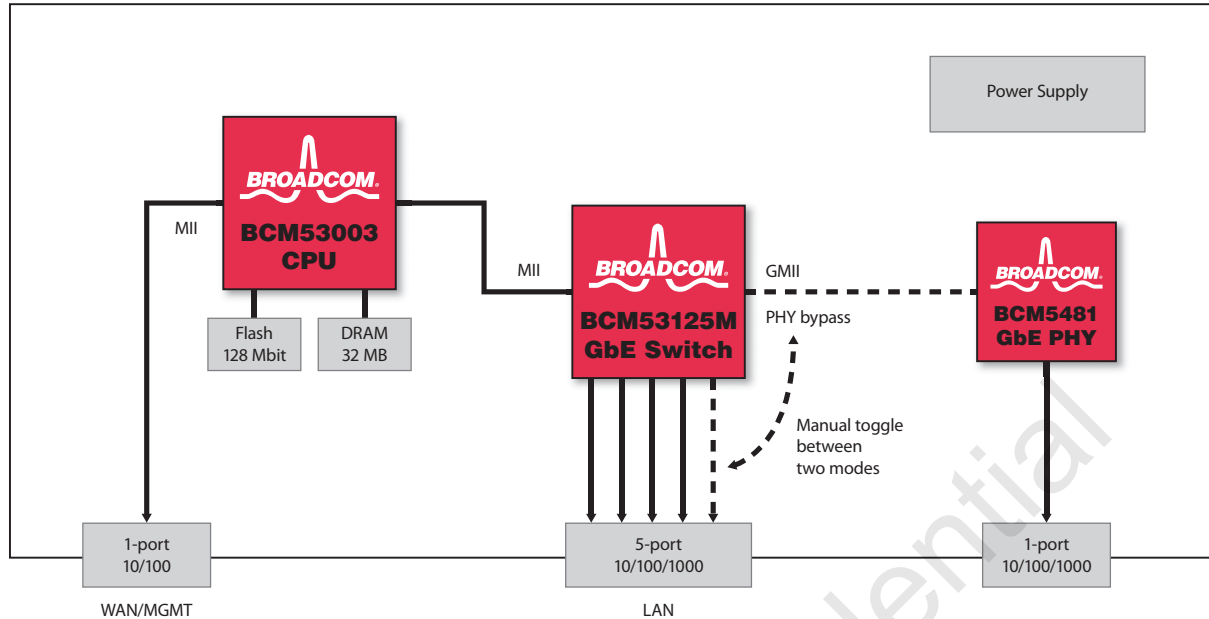 Power Supply
BROADCOM®
BCM53003
CPU
MII
Flash
128 Mbit
DRAM
32 MB
MII
BROADCOM®
BCM53125M
GbE Switch
GMII
PHY bypass
BROADCOM®
BCM5481
GbE PHY
Manual toggle
between
two modes
1-port
10/100
WAN/MGMT
5-port
10/100/1000
LAN
1-port
10/100/1000